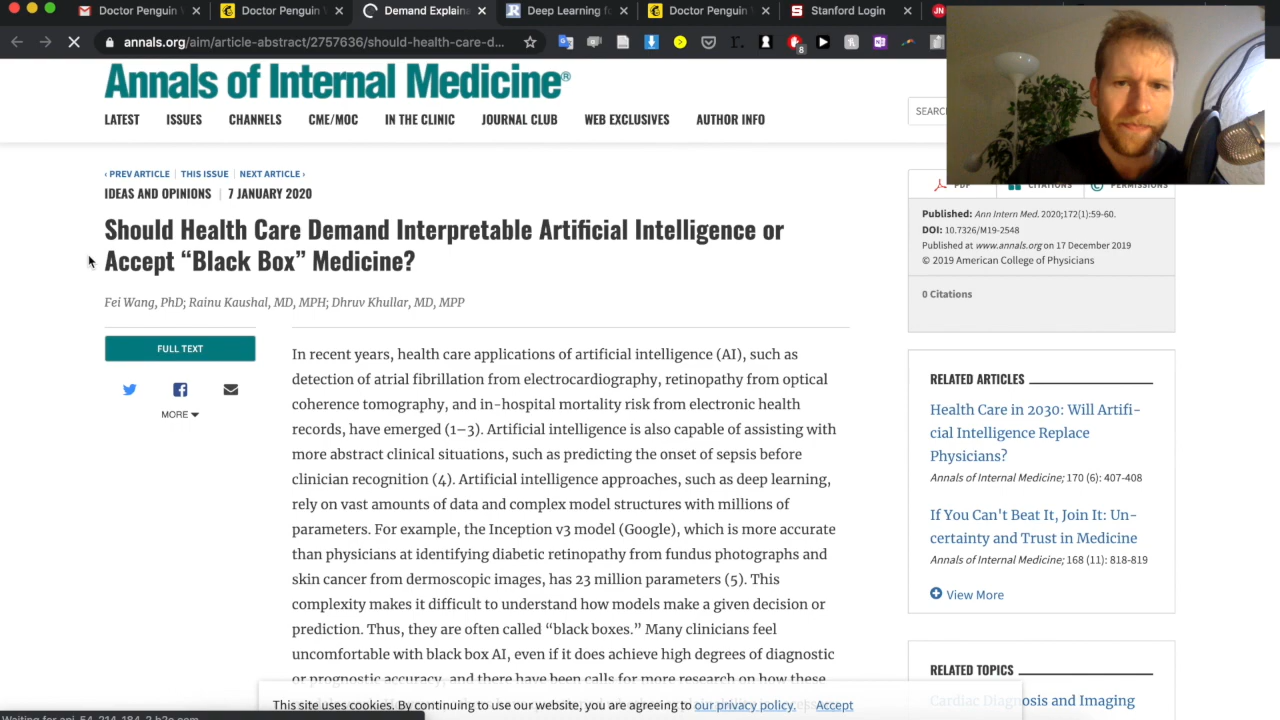 Doctor Penguin
Doctor Penguin
Demand Explain
Deep Learning fo
Doctor Penguin
Stanford Login
annals.org/aim/article-abstract/2757636/should-health-care-d...
8
Annals of Internal Medicine®
LATEST ISSUES CHANNELS CME/MOC IN THE CLINIC JOURNAL CLUB WEB EXCLUSIVES AUTHOR INFO
SEARC
‹ PREV ARTICLE | THIS ISSUE NEXT ARTICLE ›
IDEAS AND OPINIONS | 7 JANUARY 2020
Should Health Care Demand Interpretable Artificial Intelligence or
Accept “Black Box” Medicine?
Fei Wang, PhD; Rainu Kaushal, MD, MPH; Dhruv Khullar, MD, MPP
FULL TEXT
MORE
In recent years, health care applications of artificial intelligence (AI), such as
detection of atrial fibrillation from electrocardiography, retinopathy from optical
coherence tomography, and in-hospital mortality risk from electronic health
records, have emerged (1–3). Artificial intelligence is also capable of assisting with
more abstract clinical situations, such as predicting the onset of sepsis before
clinician recognition (4). Artificial intelligence approaches, such as deep learning,
rely on vast amounts of data and complex model structures with millions of
parameters. For example, the Inception v3 model (Google), which is more accurate
than physicians at identifying diabetic retinopathy from fundus photographs and
skin cancer from dermoscopic images, has 23 million parameters (5). This
complexity makes it difficult to understand how models make a given decision or
prediction. Thus, they are often called “black boxes.” Many clinicians feel
uncomfortable with black box AI, even if it does achieve high degrees of diagnostic
or prognostic accuracy, and there have been calls for more research on how these
PDF CITATIONS PERMISSIONS
Published: Ann Intern Med. 2020;172(1):59-60.
DOI: 10.7326/M19-2548
Published at www.annals.org on 17 December 2019
© 2019 American College of Physicians
0 Citations
RELATED ARTICLES
Health Care in 2030: Will Artifi-
cial Intelligence Replace
Physicians?
Annals of Internal Medicine; 170 (6): 407-408
If You Can't Beat It, Join It: Un-
certainty and Trust in Medicine
Annals of Internal Medicine; 168 (11): 818-819
View More
RELATED TOPICS
Cardiac Diagnosis and Imaging
This site uses cookies. By continuing to use our website, you are agreeing to our privacy policy. Accept